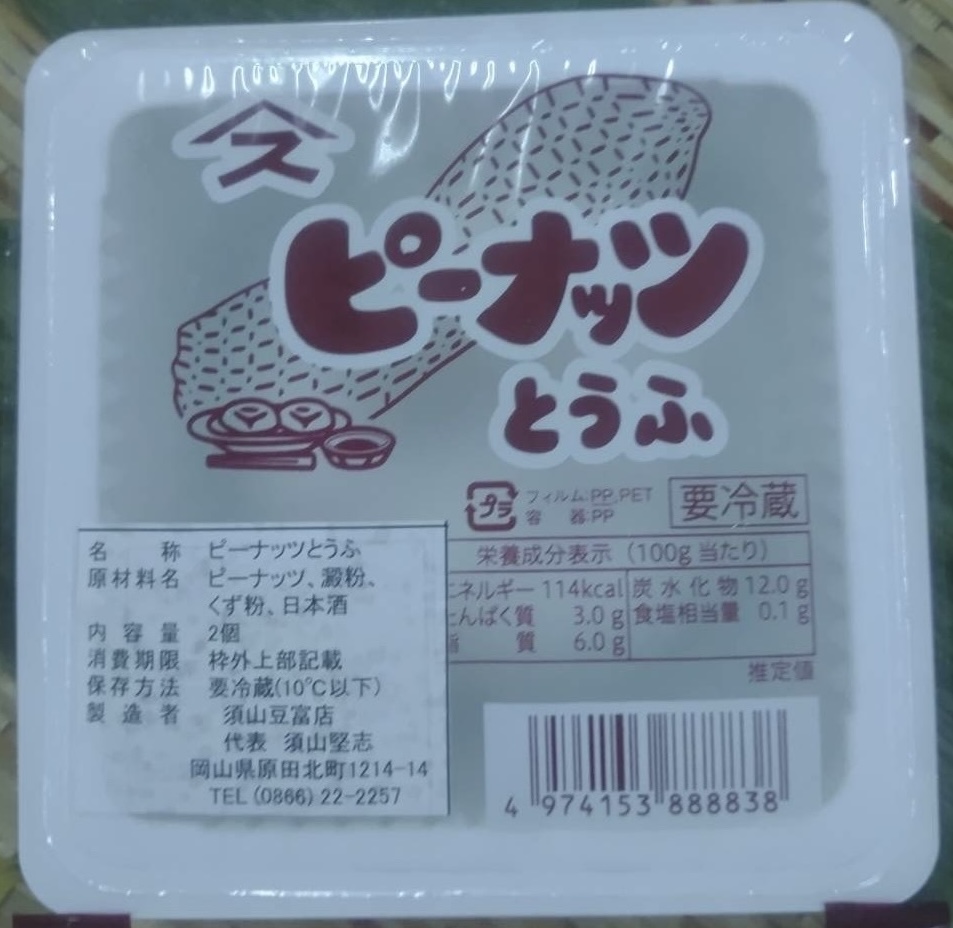 ス
ピーナッツ
とうふ
プラ
フィルム:PP,PET
容 器:PP
要冷蔵
栄養成分表示(100g当たり)
エネルギー 114kcal 炭水化物 12.0g
たんぱく質 3.0g 食塩相当量 0.1g
脂 質 6.0g
推定値
名 称 ピーナッツとうふ
原材料名 ピーナッツ、澱粉、
くず粉、日本酒
内容量 2個
消費期限 枠外上部記載
保存方法 要冷蔵(10℃以下)
製造者 須山豆富店
代表 須山堅志
岡山県原田北町1214-14
TEL (0866) 22-2257
4 974153 888838